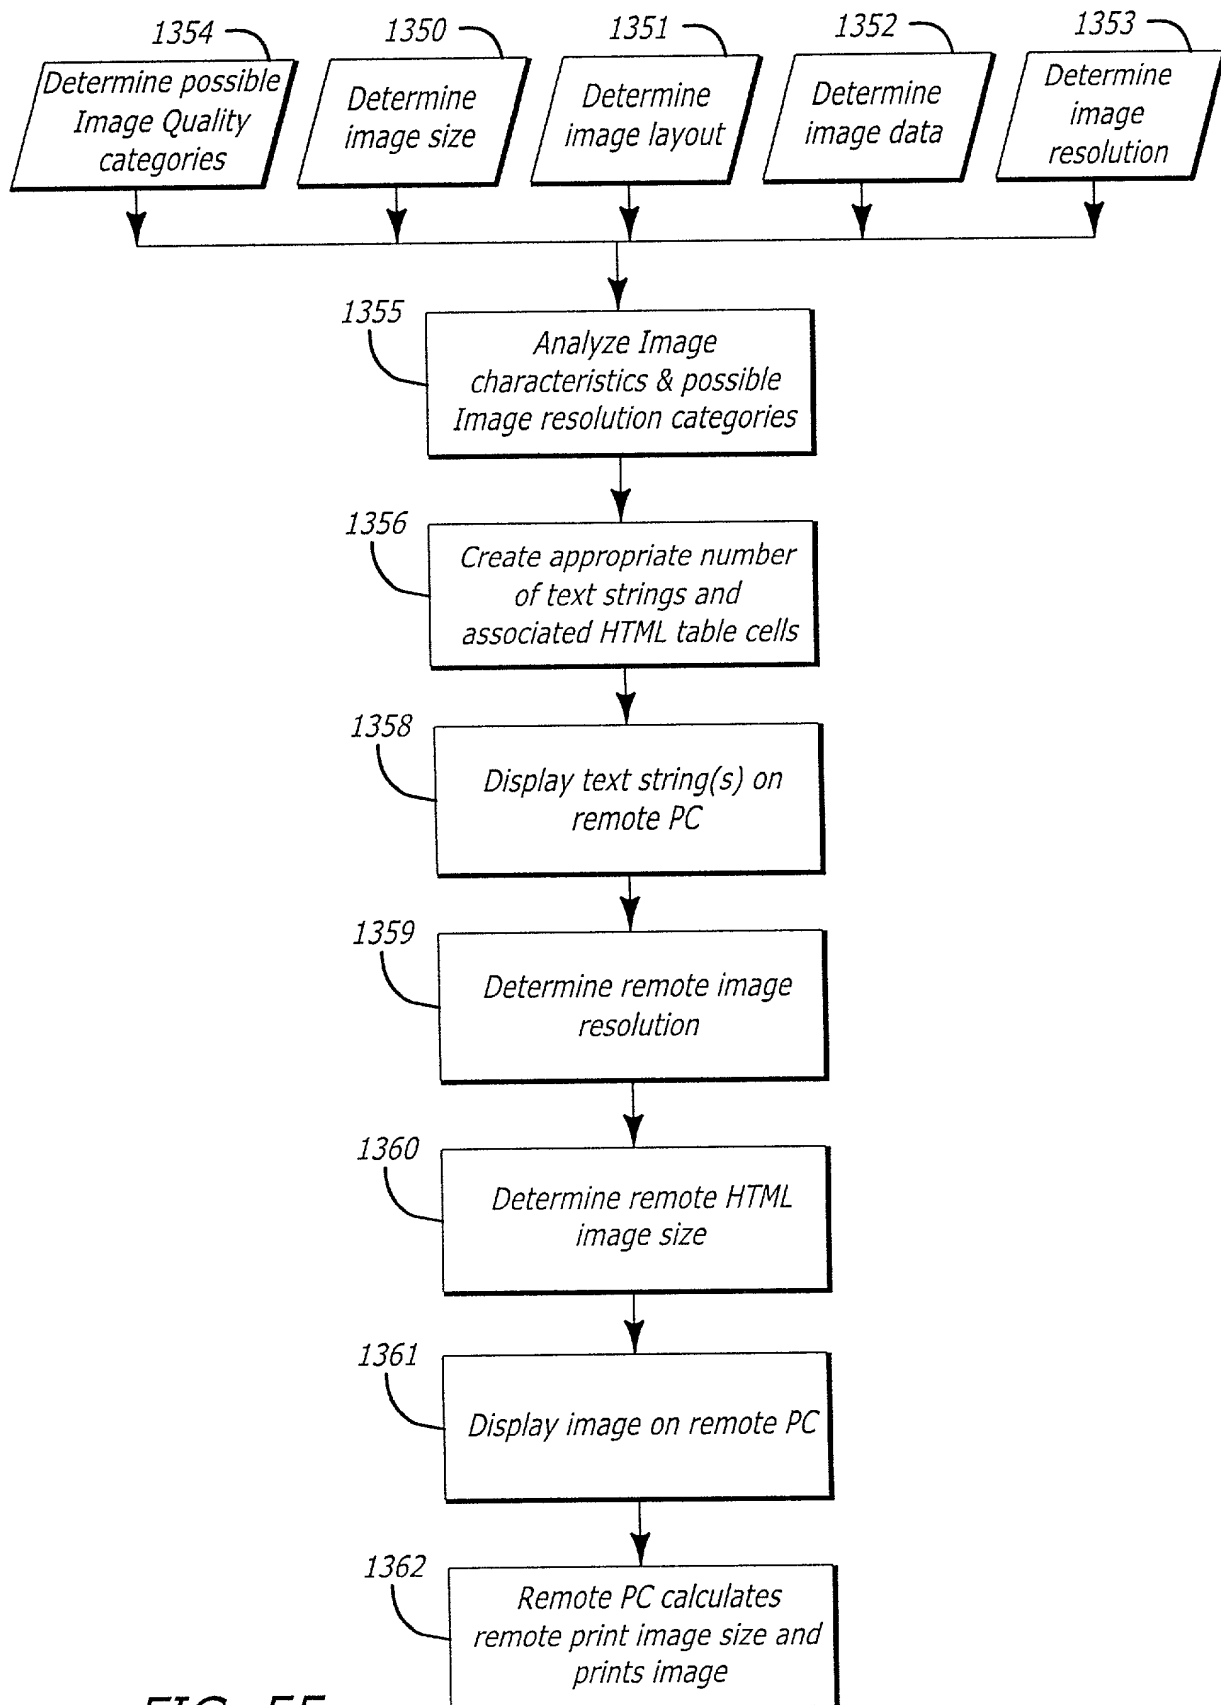 1354
1350
1351
1352
1353
Determine possible
Image Quality
categories
Determine
image size
Determine
image layout
Determine
image data
Determine
image
resolution
1355
Analyze Image
characteristics & possible
Image resolution categories
1356
Create appropriate number
of text strings and
associated HTML table cells
1358
Display text string(s) on
remote PC
1359
Determine remote image
resolution
1360
Determine remote HTML
image size
1361
Display image on remote PC
1362
Remote PC calculates
remote print image size and
prints image